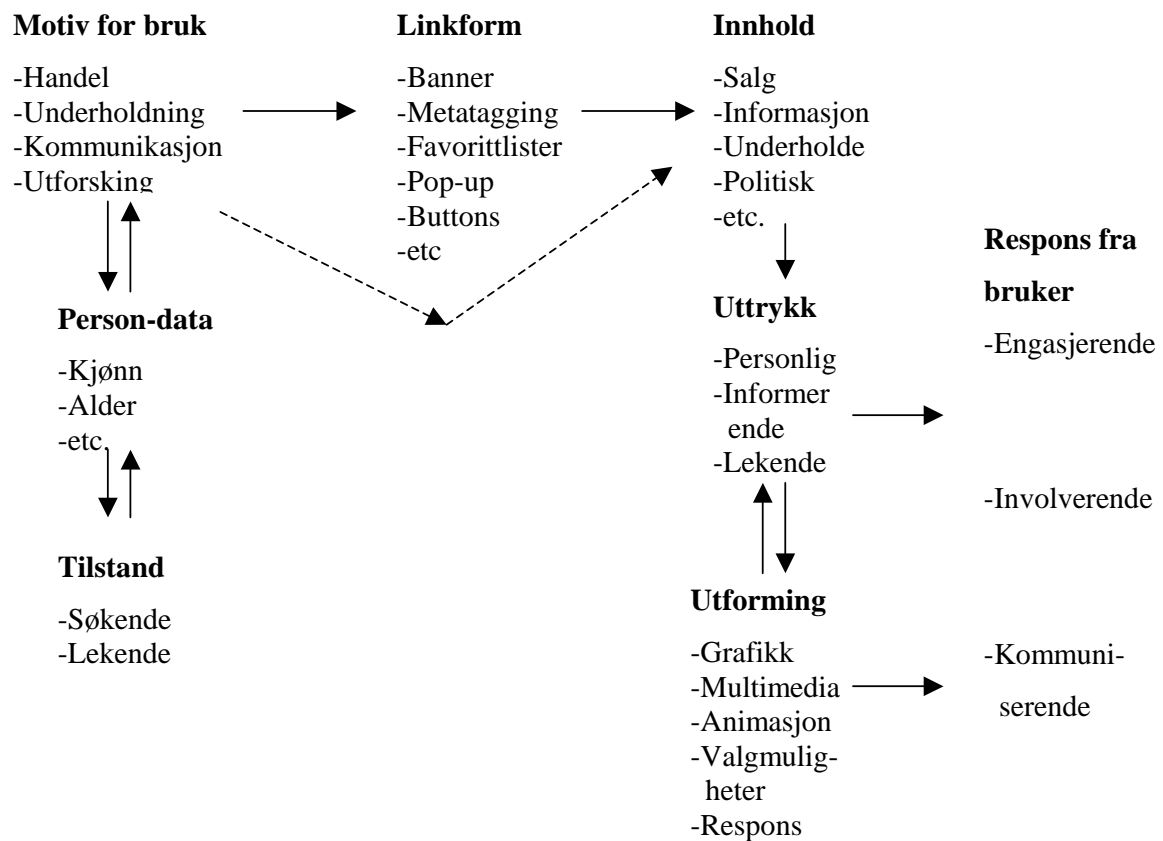 Motiv for bruk
-Handel
-Underholdning
-Kommunikasjon
-Utforsking
Person-data
-Kjønn
-Alder
-etc.
Tilstand
-Søkende
-Lekende
Linkform
-Banner
-Metatagging
-Favorittlister
-Pop-up
-Buttons
-etc
Innhold
-Salg
-Informasjon
-Underholde
-Politisk
-etc.
Uttrykk
-Personlig
-Informer
ende
-Lekende
Utforming
-Grafikk
-Multimedia
-Animasjon
-Valgmulig-
heter
-Respons
Respons fra
bruker
-Engasjerende
-Involverende
-Kommuni-
serende